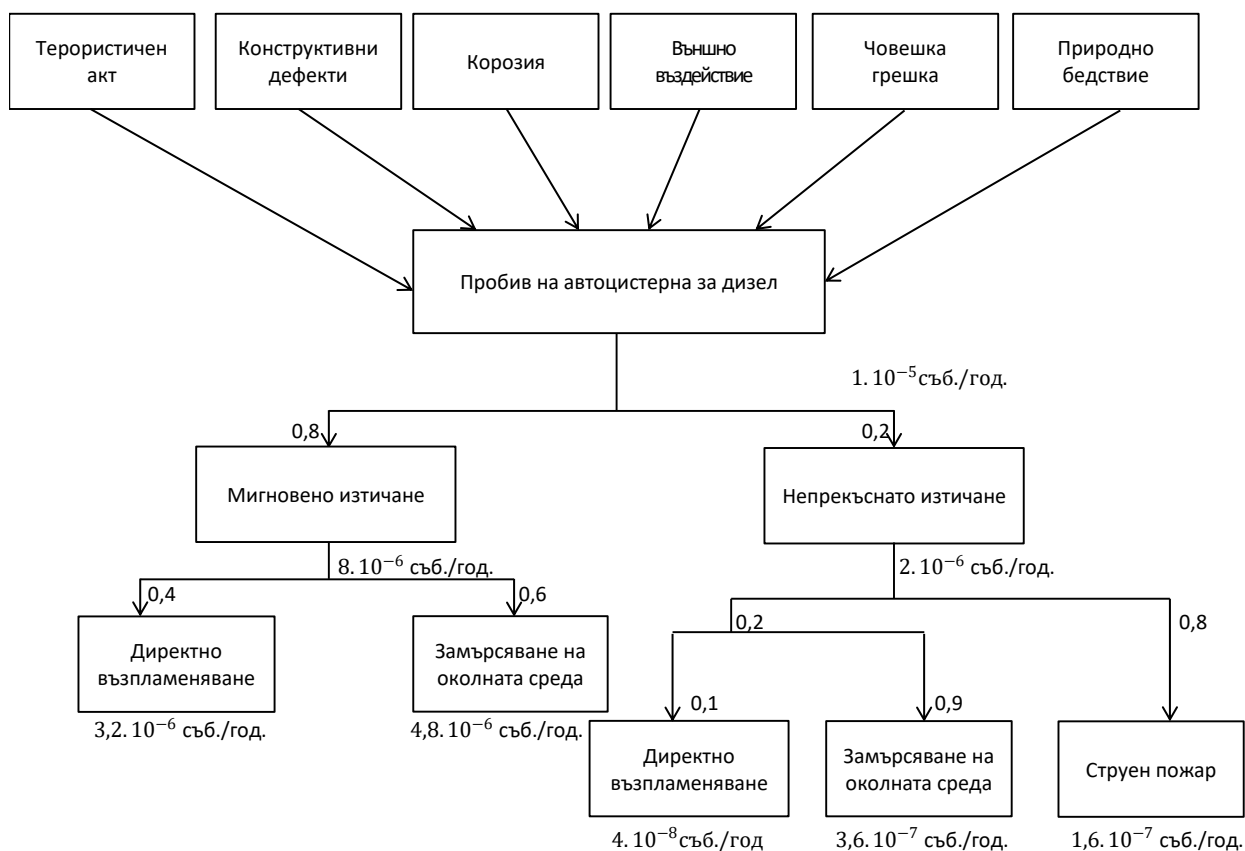 Терористичен
акт
Конструктивни
дефекти
Корозия
Външно
въздействие
Човешка
грешка
Природно
бедствие
Пробив на автоцистерна за дизел
1. 10⁻⁵съб./год.
0,8
0,2
Мигновено изтичане
Непрекъснато изтичане
8. 10⁻⁶ съб./год.
2. 10⁻⁶ съб./год.
0,4
0,6
0,2
0,8
Директно
възпламеняване
Замърсяване на
околната среда
3,2. 10⁻⁶ съб./год.
4,8. 10⁻⁶ съб./год.
0,1
0,9
Директно
възпламеняване
Замърсяване на
околната среда
Струен пожар
4. 10⁻⁸съб./год
3,6. 10⁻⁷ съб./год.
1,6. 10⁻⁷ съб./год.